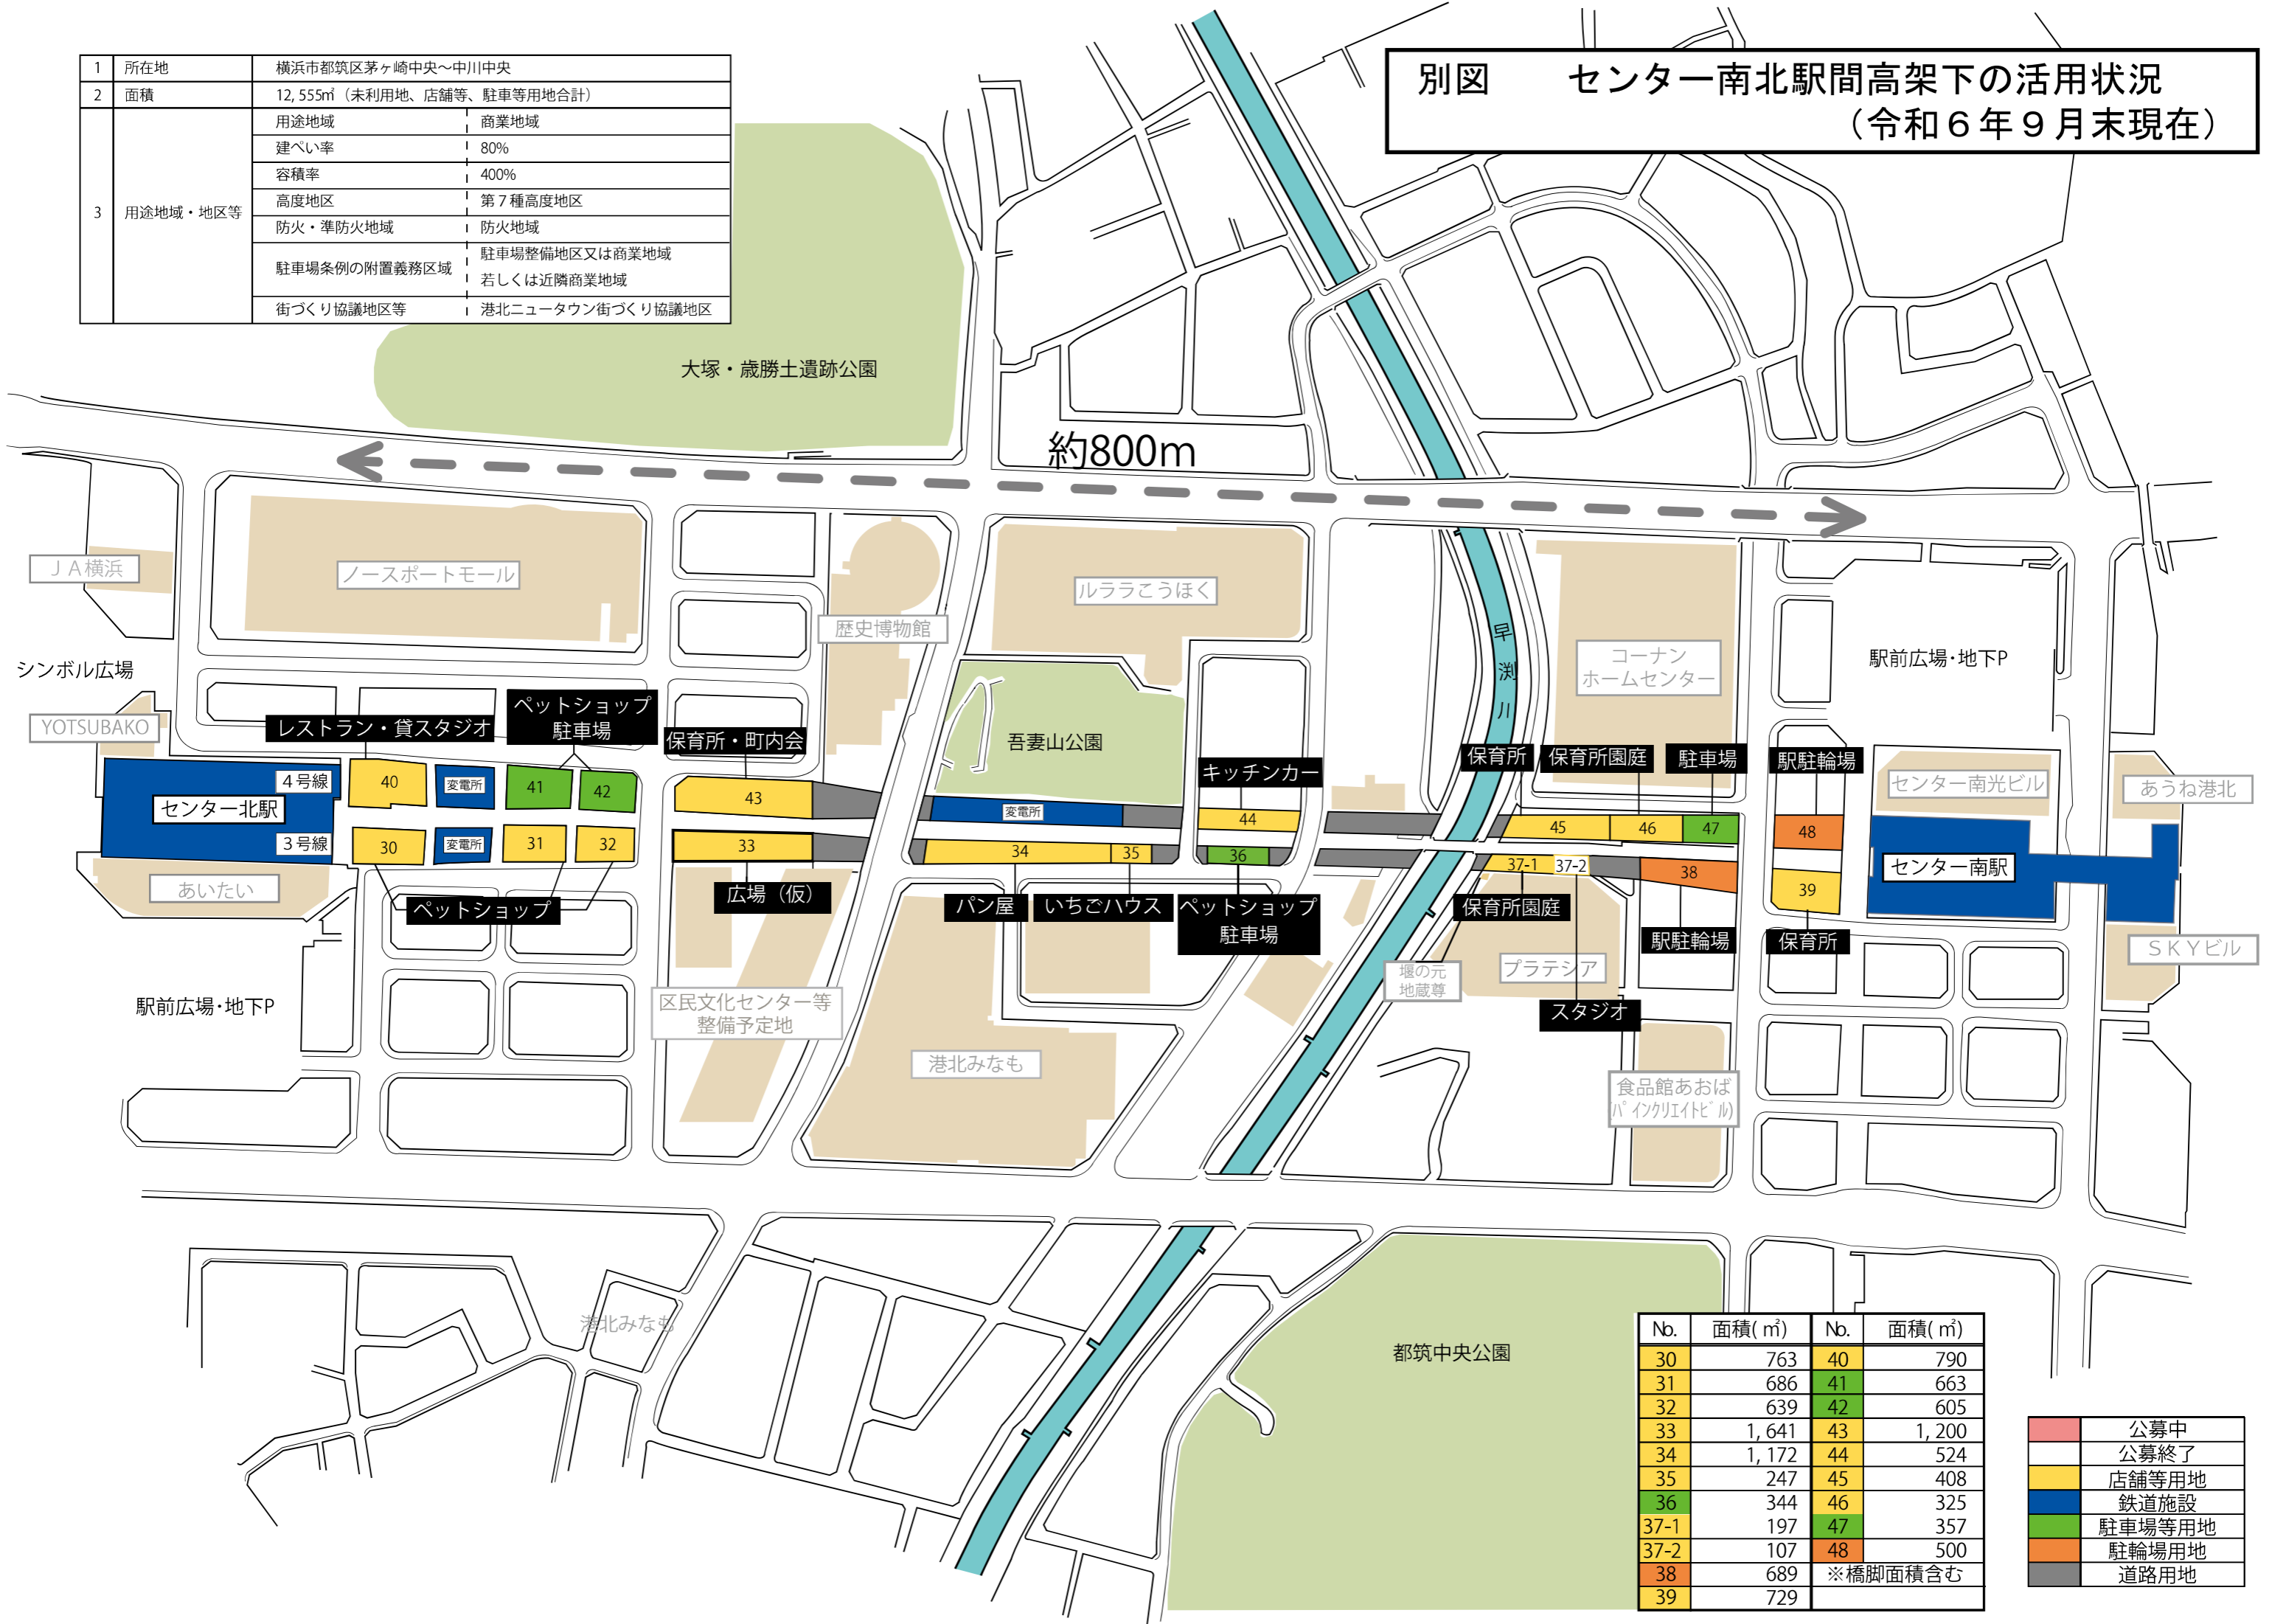 別図　　センター南北駅間高架下の活用状況
（令和６年９月末現在）
1 所在地 横浜市都筑区茅ヶ崎中央～中川中央
2 面積 12,555㎡（未利用地、店舗等、駐車等用地合計）
3 用途地域・地区等
用途地域 商業地域
建ぺい率 80%
容積率 400%
高度地区 第７種高度地区
防火・準防火地域 防火地域
駐車場条例の附置義務区域 駐車場整備地区又は商業地域
若しくは近隣商業地域
街づくり協議地区等 港北ニュータウン街づくり協議地区
大塚・歳勝土遺跡公園
約800m
ＪＡ横浜
ノースポートモール
歴史博物館
ルララこうほく
早渕川
コーナン
ホームセンター
駅前広場･地下P
シンボル広場
YOTSUBAKO
レストラン・貸スタジオ
ペットショップ
駐車場
保育所・町内会
吾妻山公園
キッチンカー
保育所
保育所園庭
駐車場
駅駐輪場
センター南光ビル
あうね港北
４号線
センター北駅
３号線
40
変電所
41
42
43
変電所
44
45
46
47
48
30
変電所
31
32
33
34
35
36
37-1
37-2
38
39
センター南駅
あいたい
ペットショップ
広場（仮）
パン屋
いちごハウス
ペットショップ
駐車場
保育所園庭
駅駐輪場
保育所
ＳＫＹビル
堰の元
地蔵尊
プラテシア
スタジオ
駅前広場･地下P
区民文化センター等
整備予定地
港北みなも
食品館あおば
(ﾊﾟｲﾝｸﾘｴｲﾄﾋﾞﾙ)
港北みなも
都筑中央公園
No. 面積(㎡) No. 面積(㎡)
30 763 40 790
31 686 41 663
32 639 42 605
33 1,641 43 1,200
34 1,172 44 524
35 247 45 408
36 344 46 325
37-1 197 47 357
37-2 107 48 500
38 689 ※橋脚面積含む
39 729
公募中
公募終了
店舗等用地
鉄道施設
駐車場等用地
駐輪場用地
道路用地